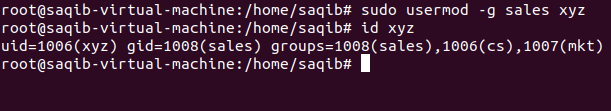 root@saqib-virtual-machine:/home/saqib# sudo usermod -g sales xyz
root@saqib-virtual-machine:/home/saqib# id xyz
uid=1006(xyz) gid=1008(sales) groups=1008(sales),1006(cs),1007(mkt)
root@saqib-virtual-machine:/home/saqib#